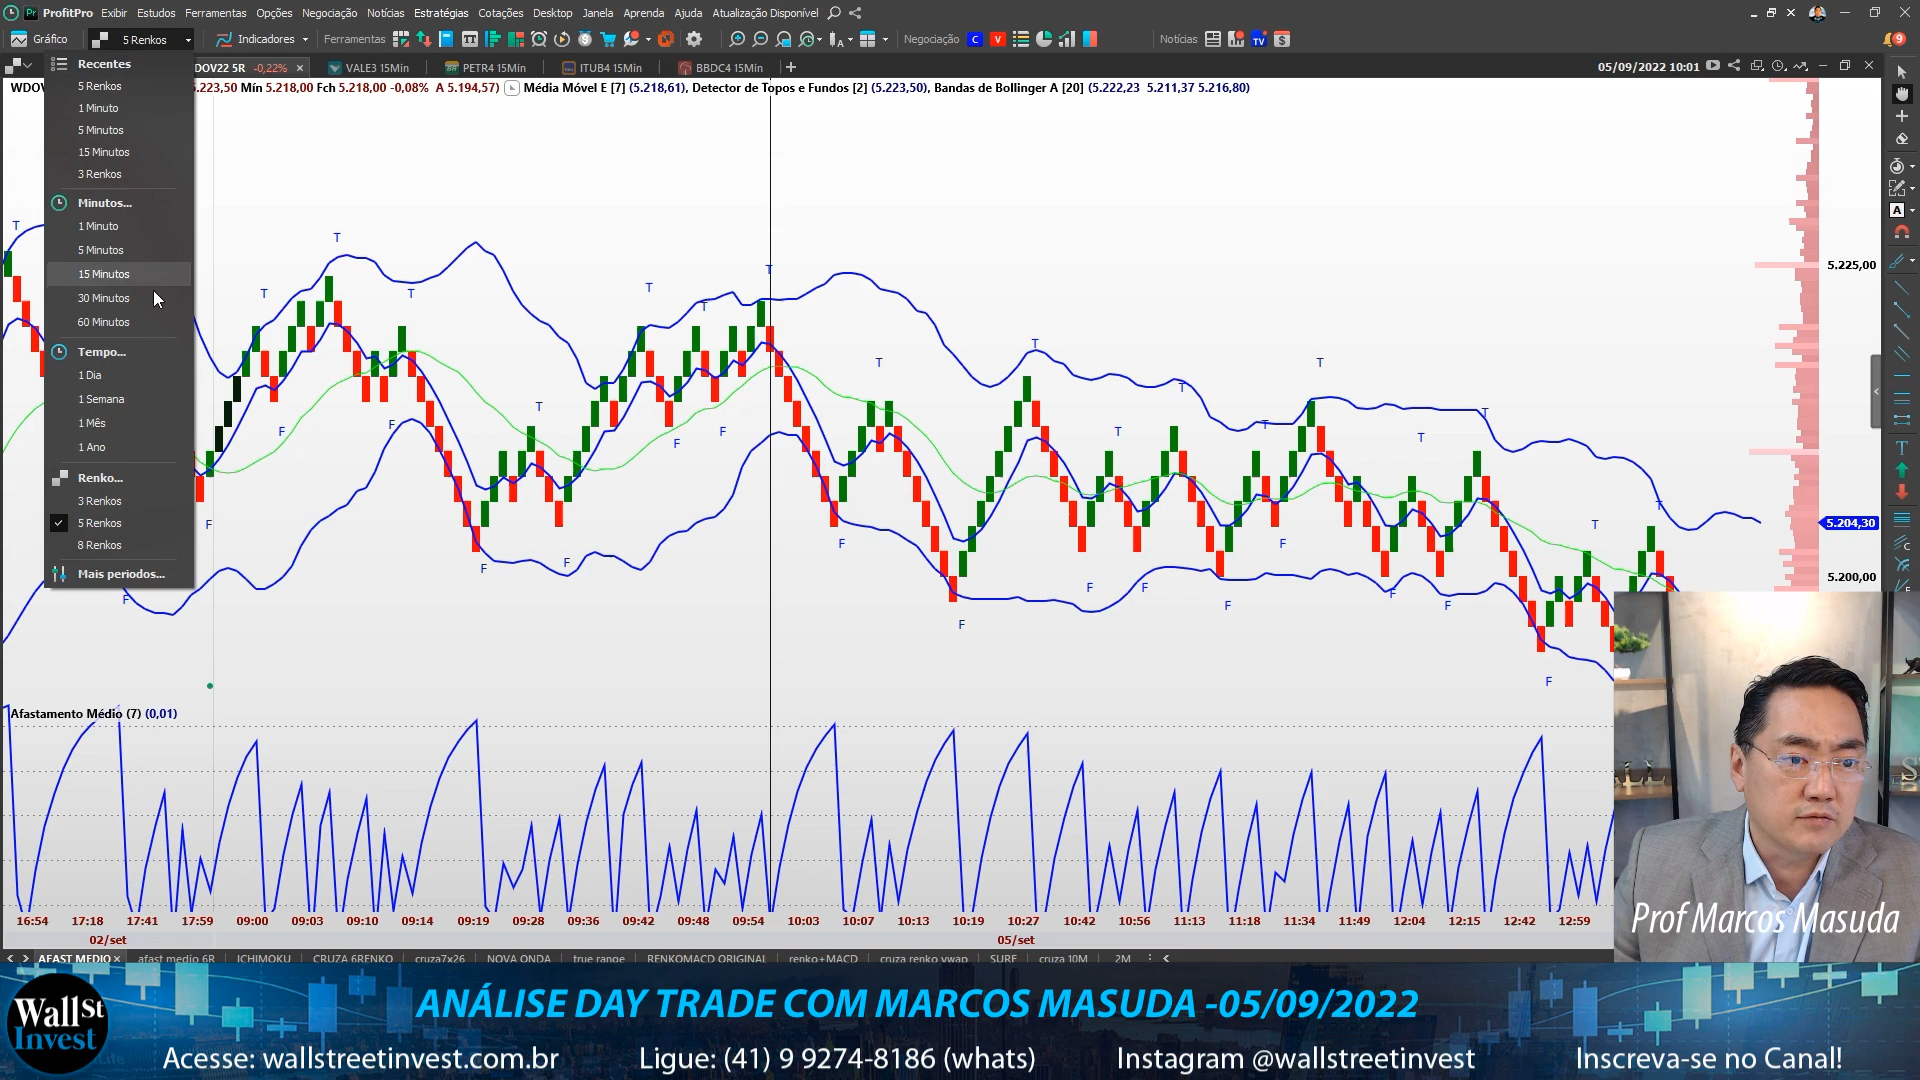 Pr ProfitPro Exibir Estudos Ferramentas Opções Negociação Notícias Estratégias Cotações Desktop Janela Aprenda Ajuda Atualização Disponível
Gráfico 5 Renkos Indicadores Ferramentas Negociação C V Notícias TV 9
DOV22 5R -0,22% × VALE3 15Min PETR4 15Min ITUB4 15Min BBDC4 15Min + 05/09/2022 10:01
WDOV 5.223,50 Mín 5.218,00 Fch 5.218,00 -0,08% A 5.194,57) Média Móvel E [7] (5.218,61), Detector de Topos e Fundos [2] (5.223,50), Bandas de Bollinger A [20] (5.222,23 5.211,37 5.216,80)
Recentes
5 Renkos
1 Minuto
5 Minutos
15 Minutos
3 Renkos
Minutos...
1 Minuto
5 Minutos
15 Minutos
30 Minutos
60 Minutos
Tempo...
1 Dia
1 Semana
1 Mês
1 Ano
Renko...
3 Renkos
5 Renkos
8 Renkos
Mais periodos...
5.225,00
5.204,30
5.200,00
Afastamento Médio (7) (0,01)
16:54 17:18 17:41 17:59 09:00 09:03 09:10 09:14 09:19 09:28 09:36 09:42 09:48 09:54 10:03 10:07 10:13 10:19 10:27 10:42 10:56 11:13 11:18 11:34 11:49 12:04 12:15 12:42 12:59
02/set 05/set
AFAST MEDIO × afast medio 6R ICHIMOKU CRUZA 6RENKO cruza7x26 NOVA ONDA true range RENKOMACD ORIGINAL renko+MACD cruza renko vwap SURF cruza 10M 2M
Prof Marcos Masuda
Wall St
Invest
ANÁLISE DAY TRADE COM MARCOS MASUDA -05/09/2022
Acesse: wallstreetinvest.com.br Ligue: (41) 9 9274-8186 (whats) Instagram @wallstreetinvest Inscreva-se no Canal!